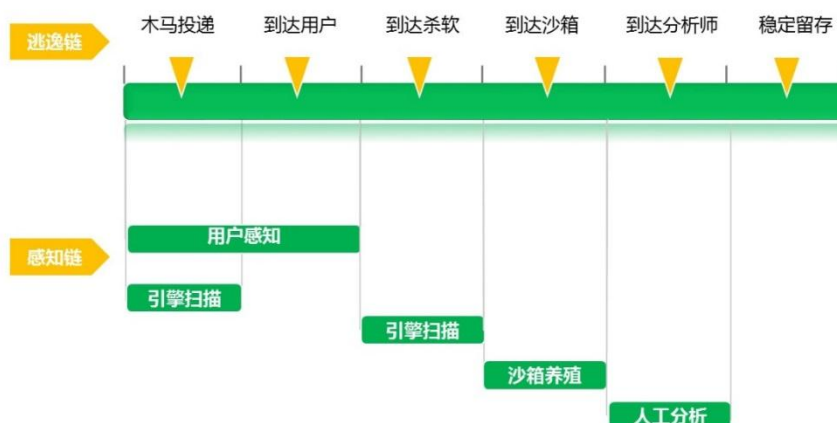 木马投递 到达用户 到达杀软 到达沙箱 到达分析师 稳定留存
逃逸链
用户感知
感知链
引擎扫描
引擎扫描
沙箱养殖
人工分析